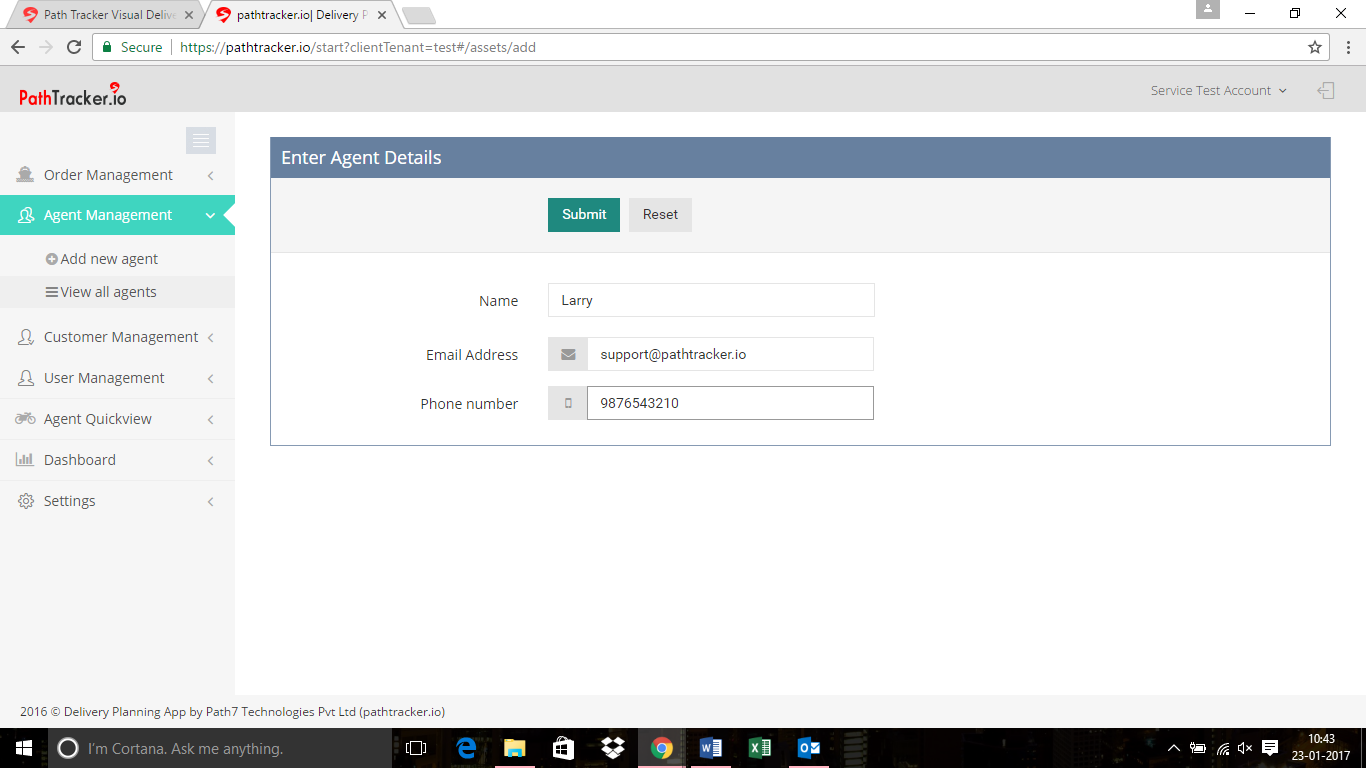 Path Tracker Visual Delive
pathtracker.io| Delivery P
Secure
https://pathtracker.io/start?clientTenant=test#/assets/add
PathTracker.io
Service Test Account
Order Management
Agent Management
Add new agent
View all agents
Customer Management
User Management
Agent Quickview
Dashboard
Settings
Enter Agent Details
Submit Reset
Name Larry
Email Address support@pathtracker.io
Phone number 9876543210
2016 © Delivery Planning App by Path7 Technologies Pvt Ltd (pathtracker.io)
I'm Cortana. Ask me anything.
10:43
23-01-2017